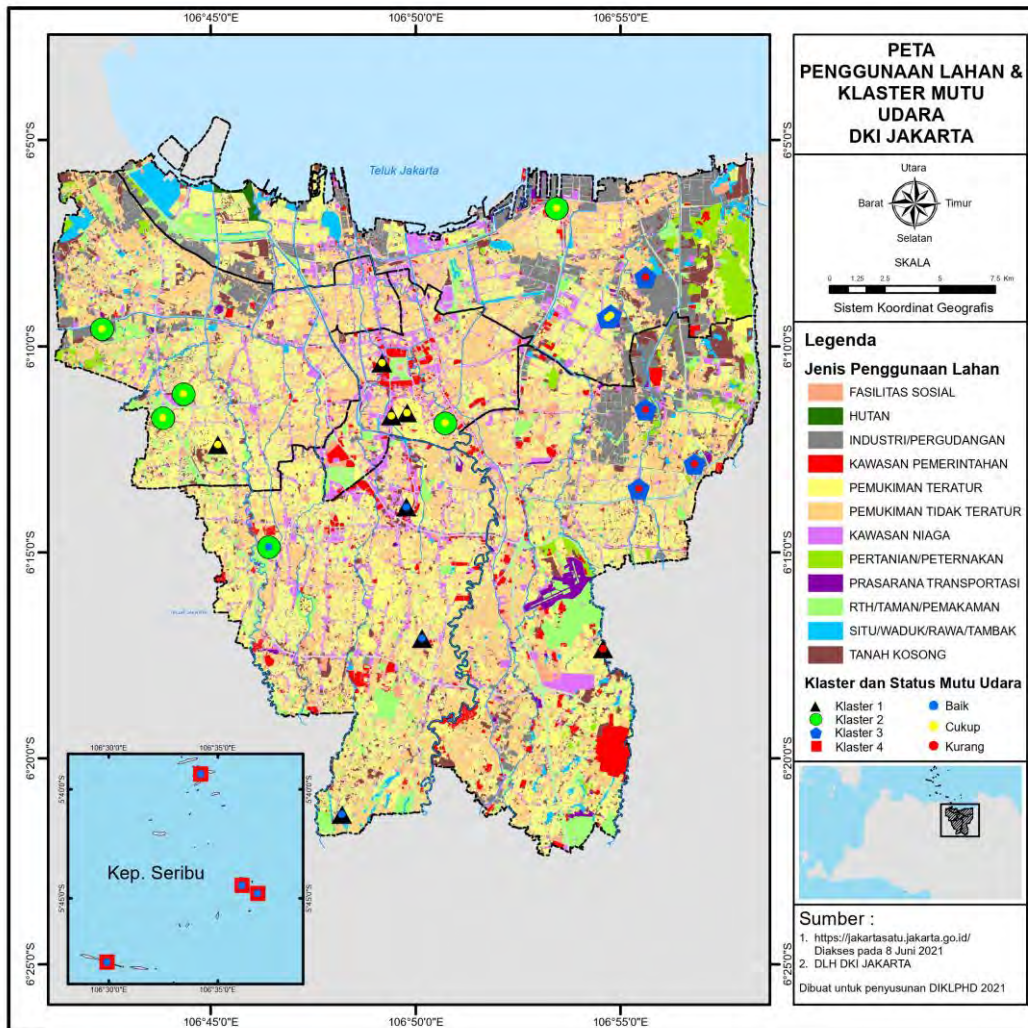 106°45'0"E
106°50'0"E
106°55'0"E
6°5'0"S
6°10'0"S
6°15'0"S
6°20'0"S
6°25'0"S
6°5'0"S
6°10'0"S
6°15'0"S
6°20'0"S
6°25'0"S
106°45'0"E
106°50'0"E
106°55'0"E
Teluk Jakarta
106°30'0"E
106°35'0"E
5°40'0"S
5°45'0"S
5°40'0"S
5°45'0"S
Kep. Seribu
106°30'0"E
106°35'0"E
PETA
PENGGUNAAN LAHAN &
KLASTER MUTU
UDARA
DKI JAKARTA
Utara
Barat
Timur
Selatan
SKALA
0 1.25 2.5 5 7.5 Km
Sistem Koordinat Geografis
Legenda
Jenis Penggunaan Lahan
FASILITAS SOSIAL
HUTAN
INDUSTRI/PERGUDANGAN
KAWASAN PEMERINTAHAN
PEMUKIMAN TERATUR
PEMUKIMAN TIDAK TERATUR
KAWASAN NIAGA
PERTANIAN/PETERNAKAN
PRASARANA TRANSPORTASI
RTH/TAMAN/PEMAKAMAN
SITU/WADUK/RAWA/TAMBAK
TANAH KOSONG
Klaster dan Status Mutu Udara
Klaster 1
Klaster 2
Klaster 3
Klaster 4
Baik
Cukup
Kurang
Sumber :
1. https://jakartasatu.jakarta.go.id/
Diakses pada 8 Juni 2021
2. DLH DKI JAKARTA
Dibuat untuk penyusunan DIKLPHD 2021